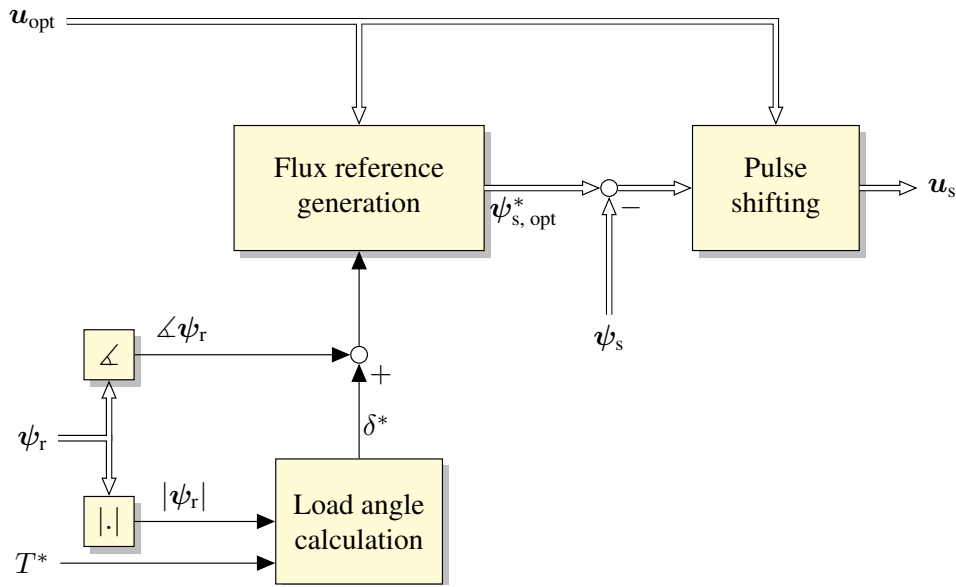 u_opt
Flux reference
generation
Pulse
shifting
u_s
ψ*_s, opt
−
ψ_s
∡ψ_r
∡
+
ψ_r
δ*
|ψ_r|
|.|
Load angle
calculation
T*